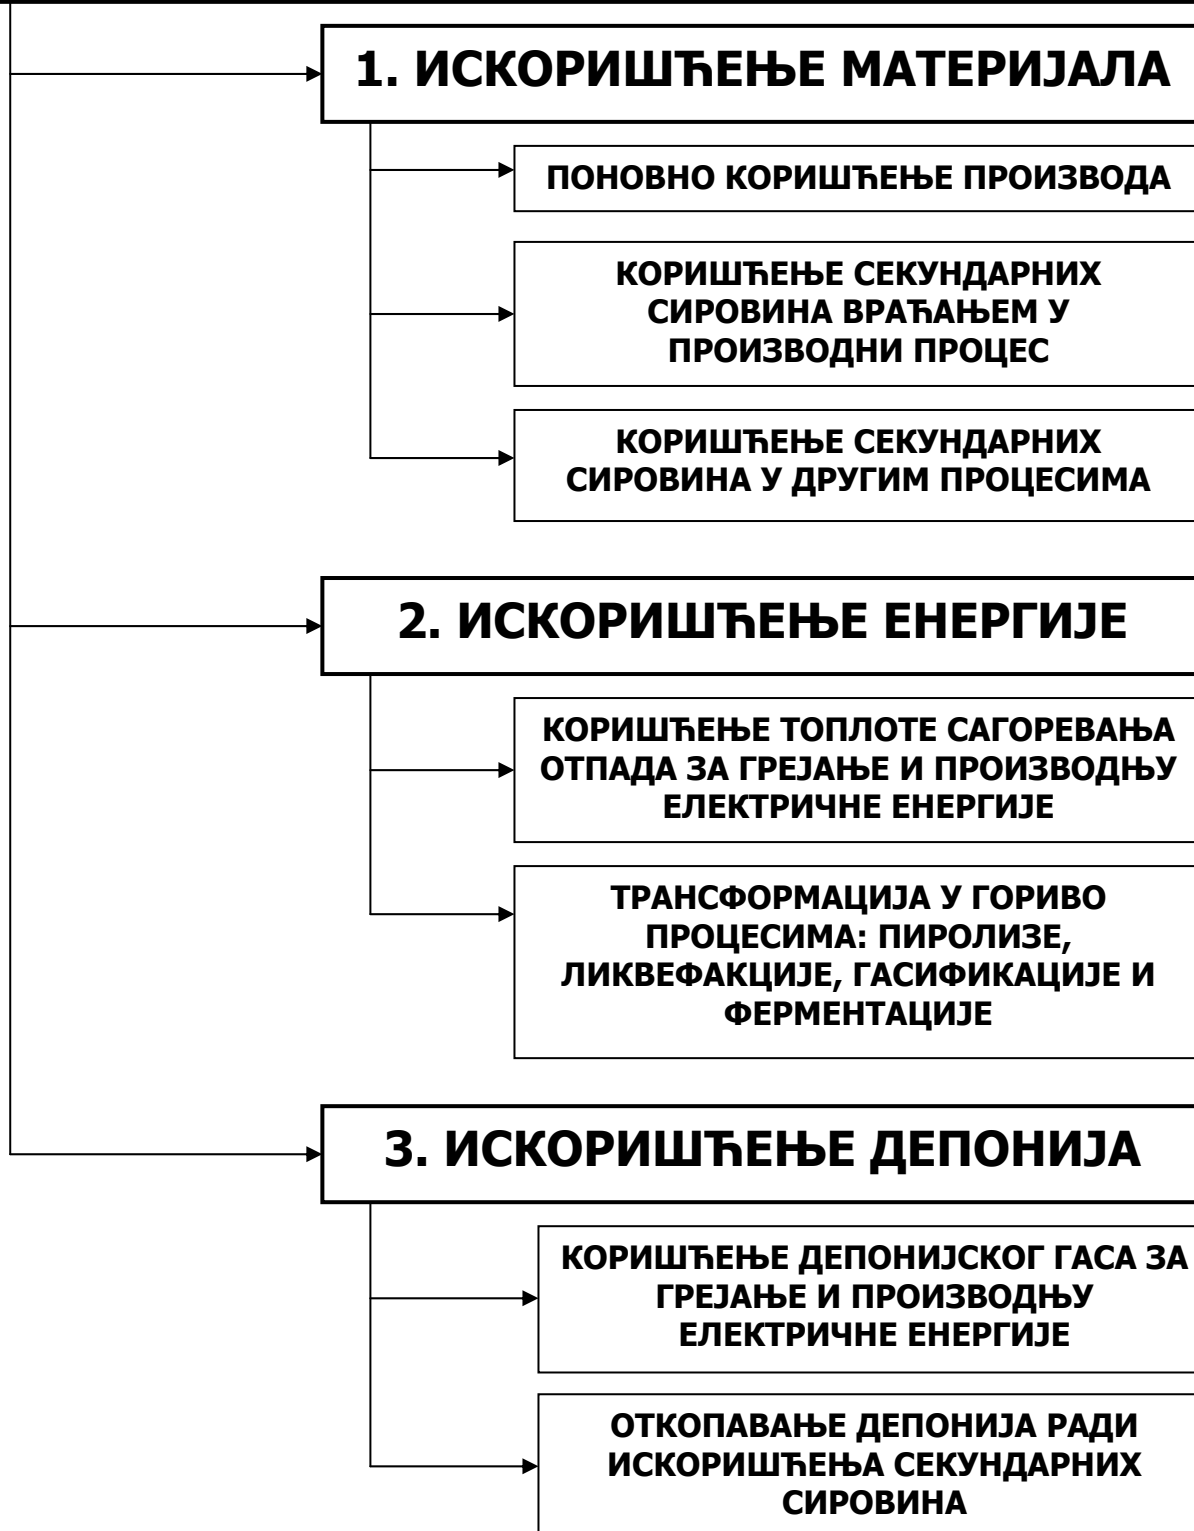 1. ИСКОРИШЋЕЊЕ МАТЕРИЈАЛА
ПОНОВНО КОРИШЋЕЊЕ ПРОИЗВОДА
КОРИШЋЕЊЕ СЕКУНДАРНИХ
СИРОВИНА ВРАЋАЊЕМ У
ПРОИЗВОДНИ ПРОЦЕС
КОРИШЋЕЊЕ СЕКУНДАРНИХ
СИРОВИНА У ДРУГИМ ПРОЦЕСИМА
2. ИСКОРИШЋЕЊЕ ЕНЕРГИЈЕ
КОРИШЋЕЊЕ ТОПЛОТЕ САГОРЕВАЊА
ОТПАДА ЗА ГРЕЈАЊЕ И ПРОИЗВОДЊУ
ЕЛЕКТРИЧНЕ ЕНЕРГИЈЕ
ТРАНСФОРМАЦИЈА У ГОРИВО
ПРОЦЕСИМА: ПИРОЛИЗЕ,
ЛИКВЕФАКЦИЈЕ, ГАСИФИКАЦИЈЕ И
ФЕРМЕНТАЦИЈЕ
3. ИСКОРИШЋЕЊЕ ДЕПОНИЈА
КОРИШЋЕЊЕ ДЕПОНИЈСКОГ ГАСА ЗА
ГРЕЈАЊЕ И ПРОИЗВОДЊУ
ЕЛЕКТРИЧНЕ ЕНЕРГИЈЕ
ОТКОПАВАЊЕ ДЕПОНИЈА РАДИ
ИСКОРИШЋЕЊА СЕКУНДАРНИХ
СИРОВИНА